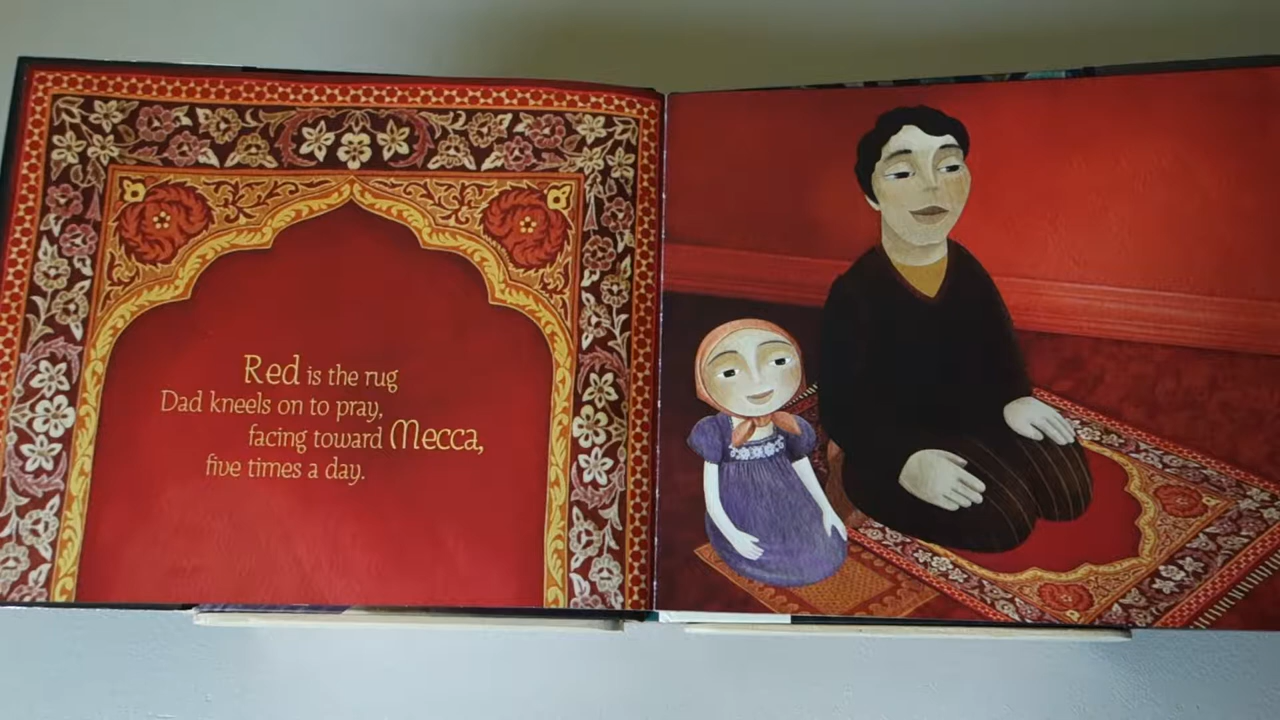 Red is the rug
Dad kneels on to pray,
facing toward Mecca,
five times a day.